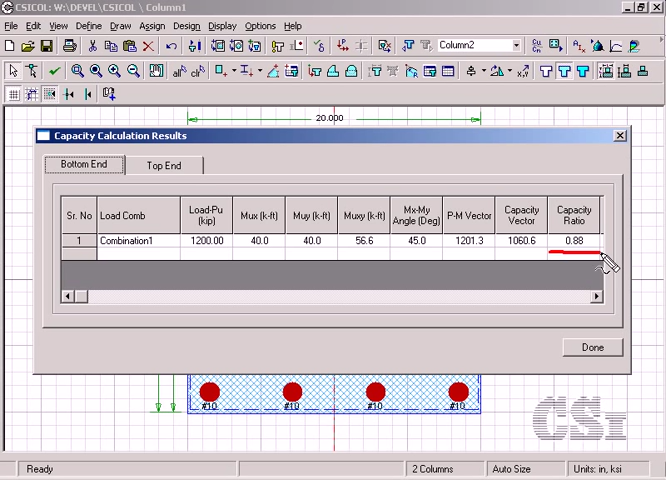 CSICOL: W:\DEVEL\CSICOL \ Column1
File Edit View Define Draw Assign Design Display Options Help
Column2
all clr
20.000
Capacity Calculation Results
Bottom End Top End
Sr. No Load Comb Load-Pu (kip) Mux (k-ft) Muy (k-ft) Muxy (k-ft) Mx-My Angle (Deg) P-M Vector Capacity Vector Capacity Ratio
1 Combination1 1200.00 40.0 40.0 56.6 45.0 1201.3 1060.6 0.88
Done
#10 #10 #10 #10
CSI
Ready 2 Columns Auto Size Units: in, ksi